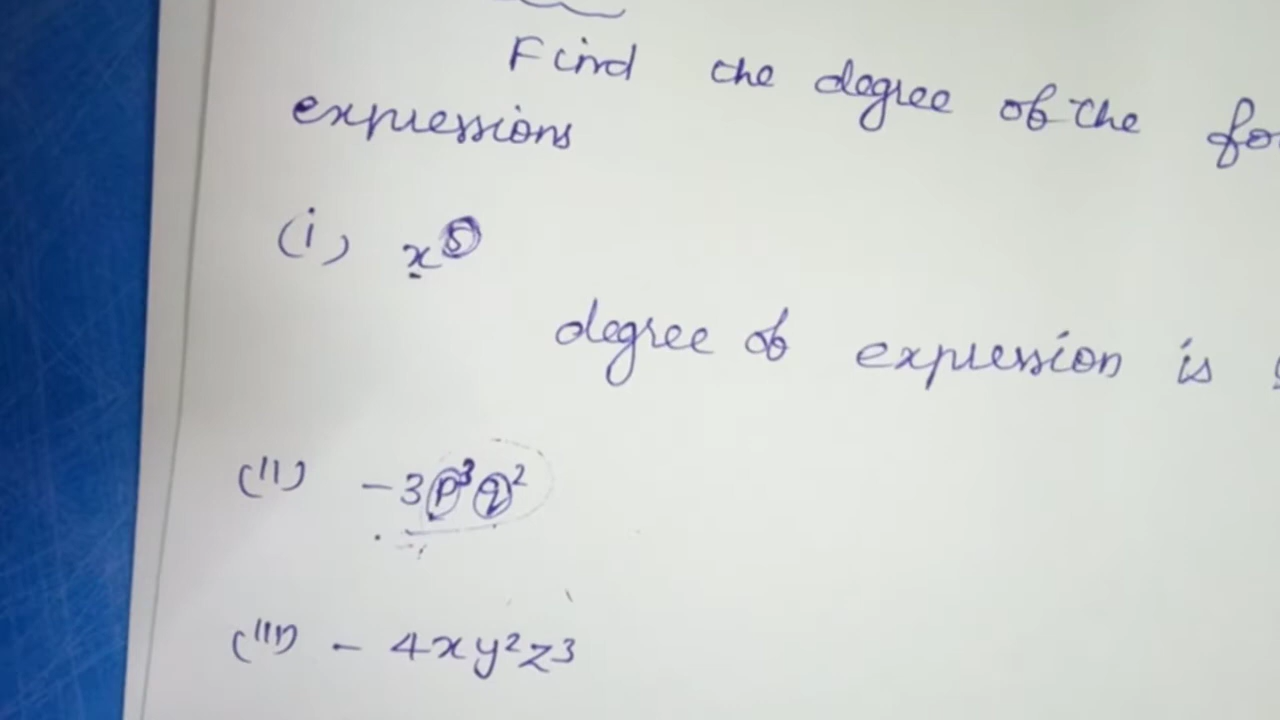 Find the degree of the
expressions
(i) x⁵
degree of expression is
(ii) -3p³q²
(iii) - 4xy²z³